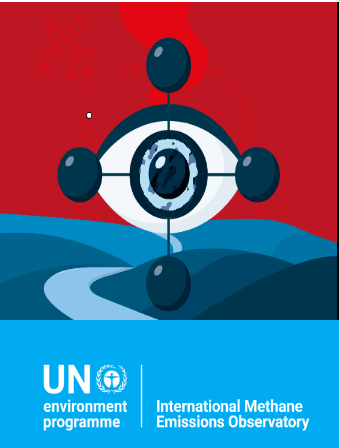 UN
environment
programme
International Methane
Emissions Observatory